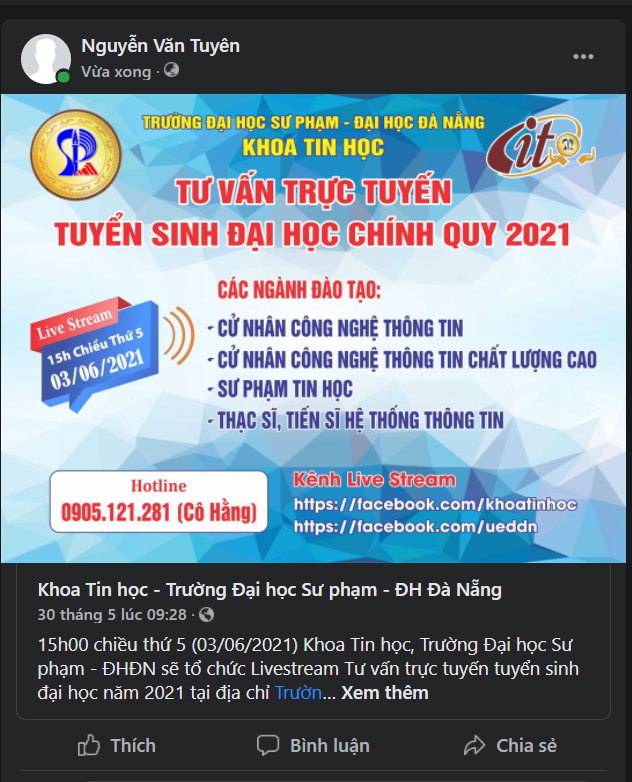 Nguyễn Văn Tuyên
Vừa xong ·
TRƯỜNG ĐẠI HỌC SƯ PHẠM - ĐẠI HỌC ĐÀ NẴNG
KHOA TIN HỌC
cit
TƯ VẤN TRỰC TUYẾN
TUYỂN SINH ĐẠI HỌC CHÍNH QUY 2021
CÁC NGÀNH ĐÀO TẠO:
Live Stream
15h Chiều Thứ 5
03/06/2021
- CỬ NHÂN CÔNG NGHỆ THÔNG TIN
- CỬ NHÂN CÔNG NGHỆ THÔNG TIN CHẤT LƯỢNG CAO
- SƯ PHẠM TIN HỌC
- THẠC SĨ, TIẾN SĨ HỆ THỐNG THÔNG TIN
Hotline
0905.121.281 (Cô Hằng)
Kênh Live Stream
https://facebook.com/khoatinhoc
https://facebook.com/ueddn
Khoa Tin học - Trường Đại học Sư phạm - ĐH Đà Nẵng
30 tháng 5 lúc 09:28 ·
15h00 chiều thứ 5 (03/06/2021) Khoa Tin học, Trường Đại học Sư
phạm - ĐHĐN sẽ tổ chức Livestream Tư vấn trực tuyến tuyển sinh
đại học năm 2021 tại địa chỉ Trườn... Xem thêm
Thích
Bình luận
Chia sẻ